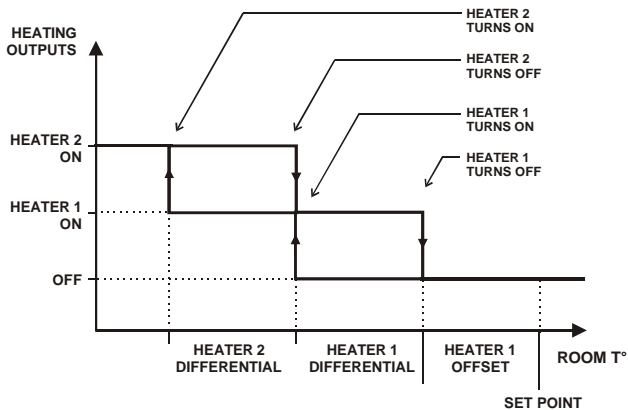 HEATING
OUTPUTS
HEATER 2
TURNS ON
HEATER 2
TURNS OFF
HEATER 1
TURNS ON
HEATER 1
TURNS OFF
HEATER 2
ON
HEATER 1
ON
OFF
HEATER 2
DIFFERENTIAL
HEATER 1
DIFFERENTIAL
HEATER 1
OFFSET
ROOM T°
SET POINT